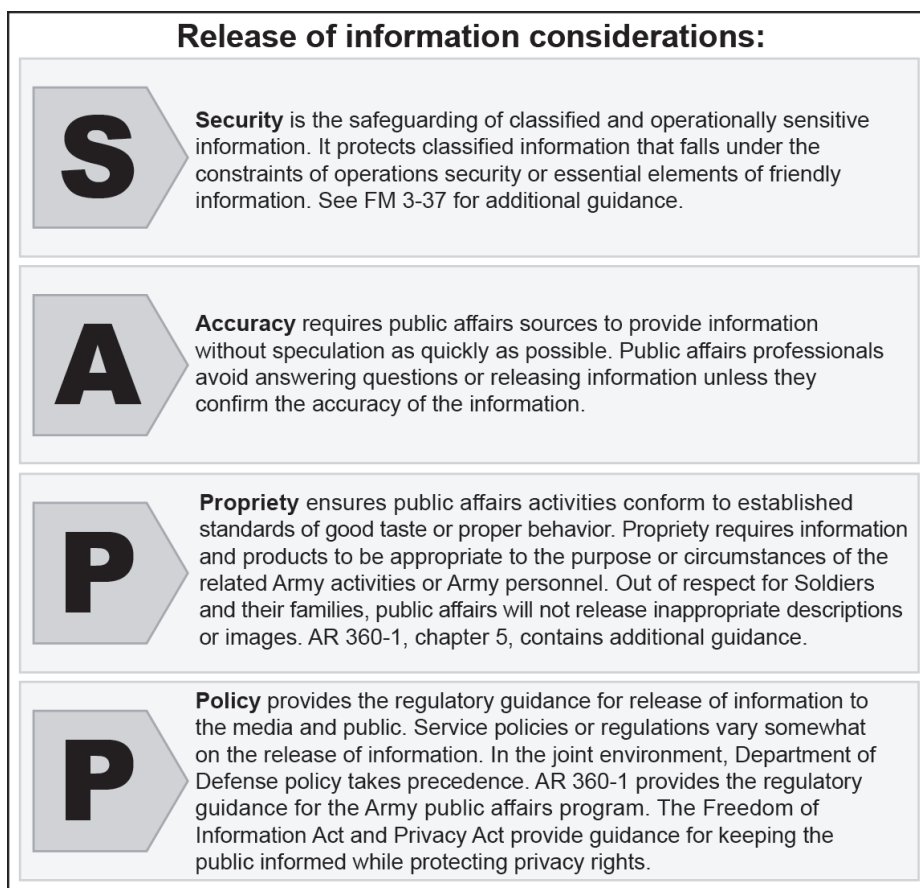 Release of information considerations:
S
Security is the safeguarding of classified and operationally sensitive
information. It protects classified information that falls under the
constraints of operations security or essential elements of friendly
information. See FM 3-37 for additional guidance.
A
Accuracy requires public affairs sources to provide information
without speculation as quickly as possible. Public affairs professionals
avoid answering questions or releasing information unless they
confirm the accuracy of the information.
P
Propriety ensures public affairs activities conform to established
standards of good taste or proper behavior. Propriety requires information
and products to be appropriate to the purpose or circumstances of the
related Army activities or Army personnel. Out of respect for Soldiers
and their families, public affairs will not release inappropriate descriptions
or images. AR 360-1, chapter 5, contains additional guidance.
P
Policy provides the regulatory guidance for release of information to
the media and public. Service policies or regulations vary somewhat
on the release of information. In the joint environment, Department of
Defense policy takes precedence. AR 360-1 provides the regulatory
guidance for the Army public affairs program. The Freedom of
Information Act and Privacy Act provide guidance for keeping the
public informed while protecting privacy rights.